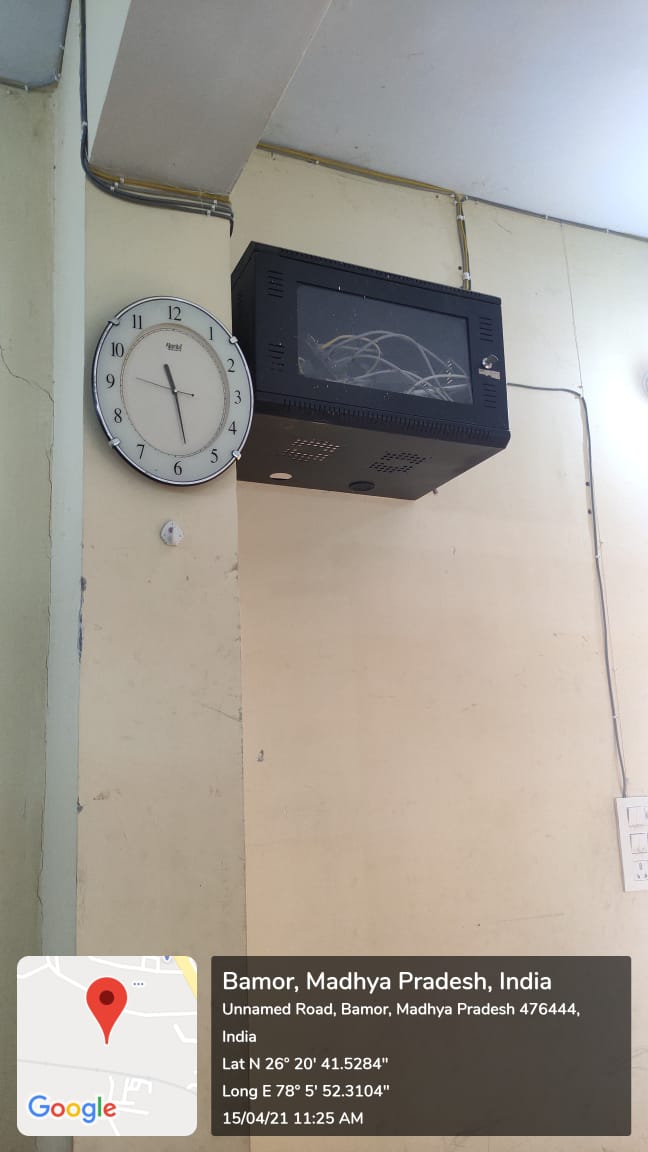 12
11
1
10
2
9
3
8
4
7
5
6
Ajanta
Bamor, Madhya Pradesh, India
Unnamed Road, Bamor, Madhya Pradesh 476444,
India
Lat N 26° 20' 41.5284"
Long E 78° 5' 52.3104"
15/04/21 11:25 AM
Google